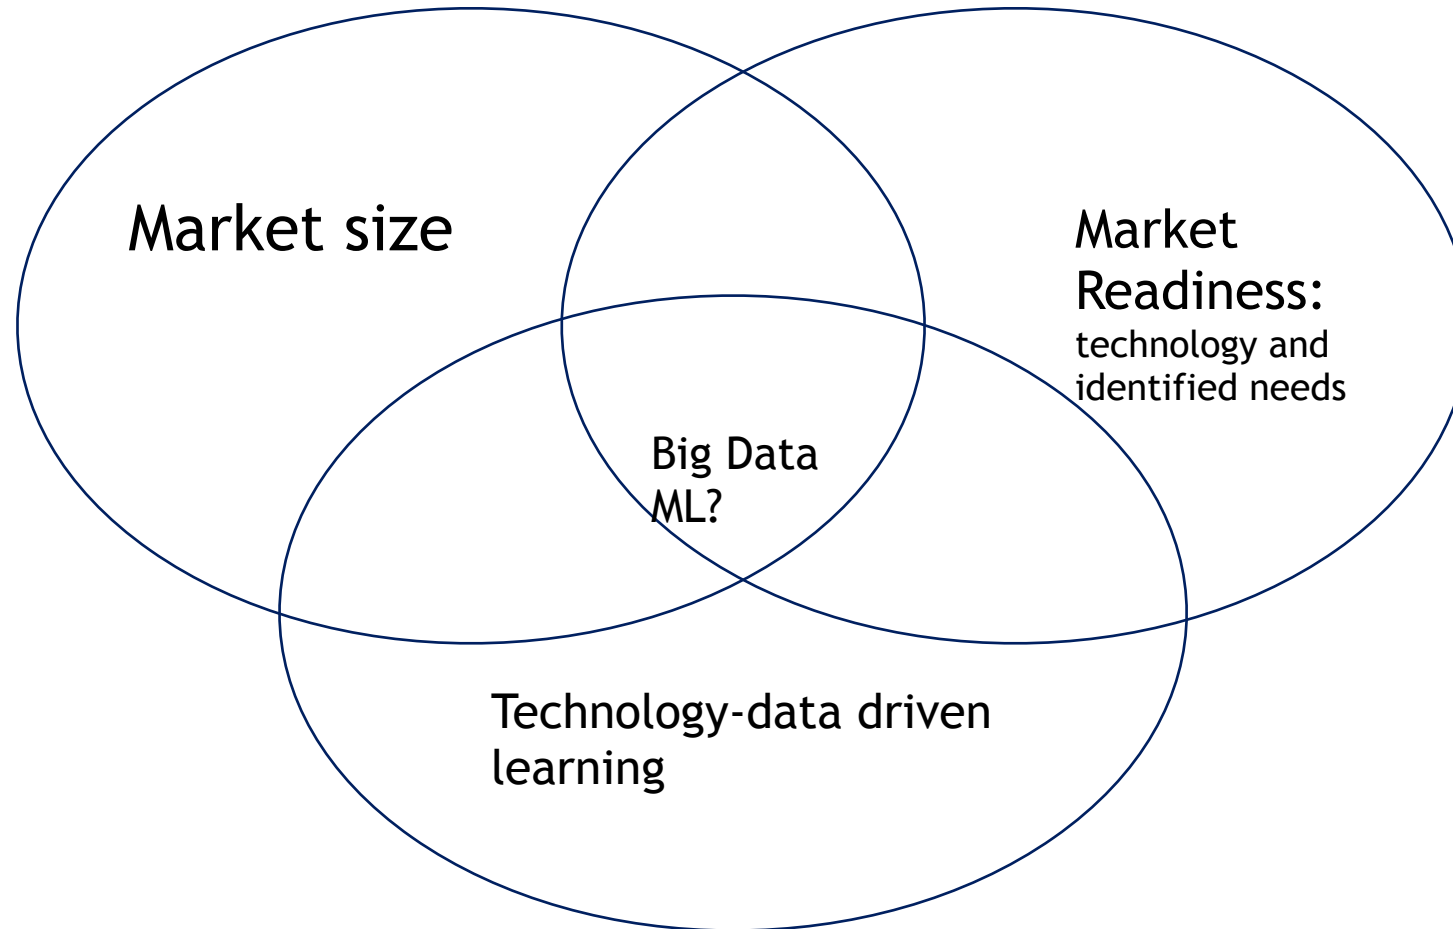 Market size
Market
Readiness:
technology and
identified needs
Big Data
ML?
Technology-data driven
learning